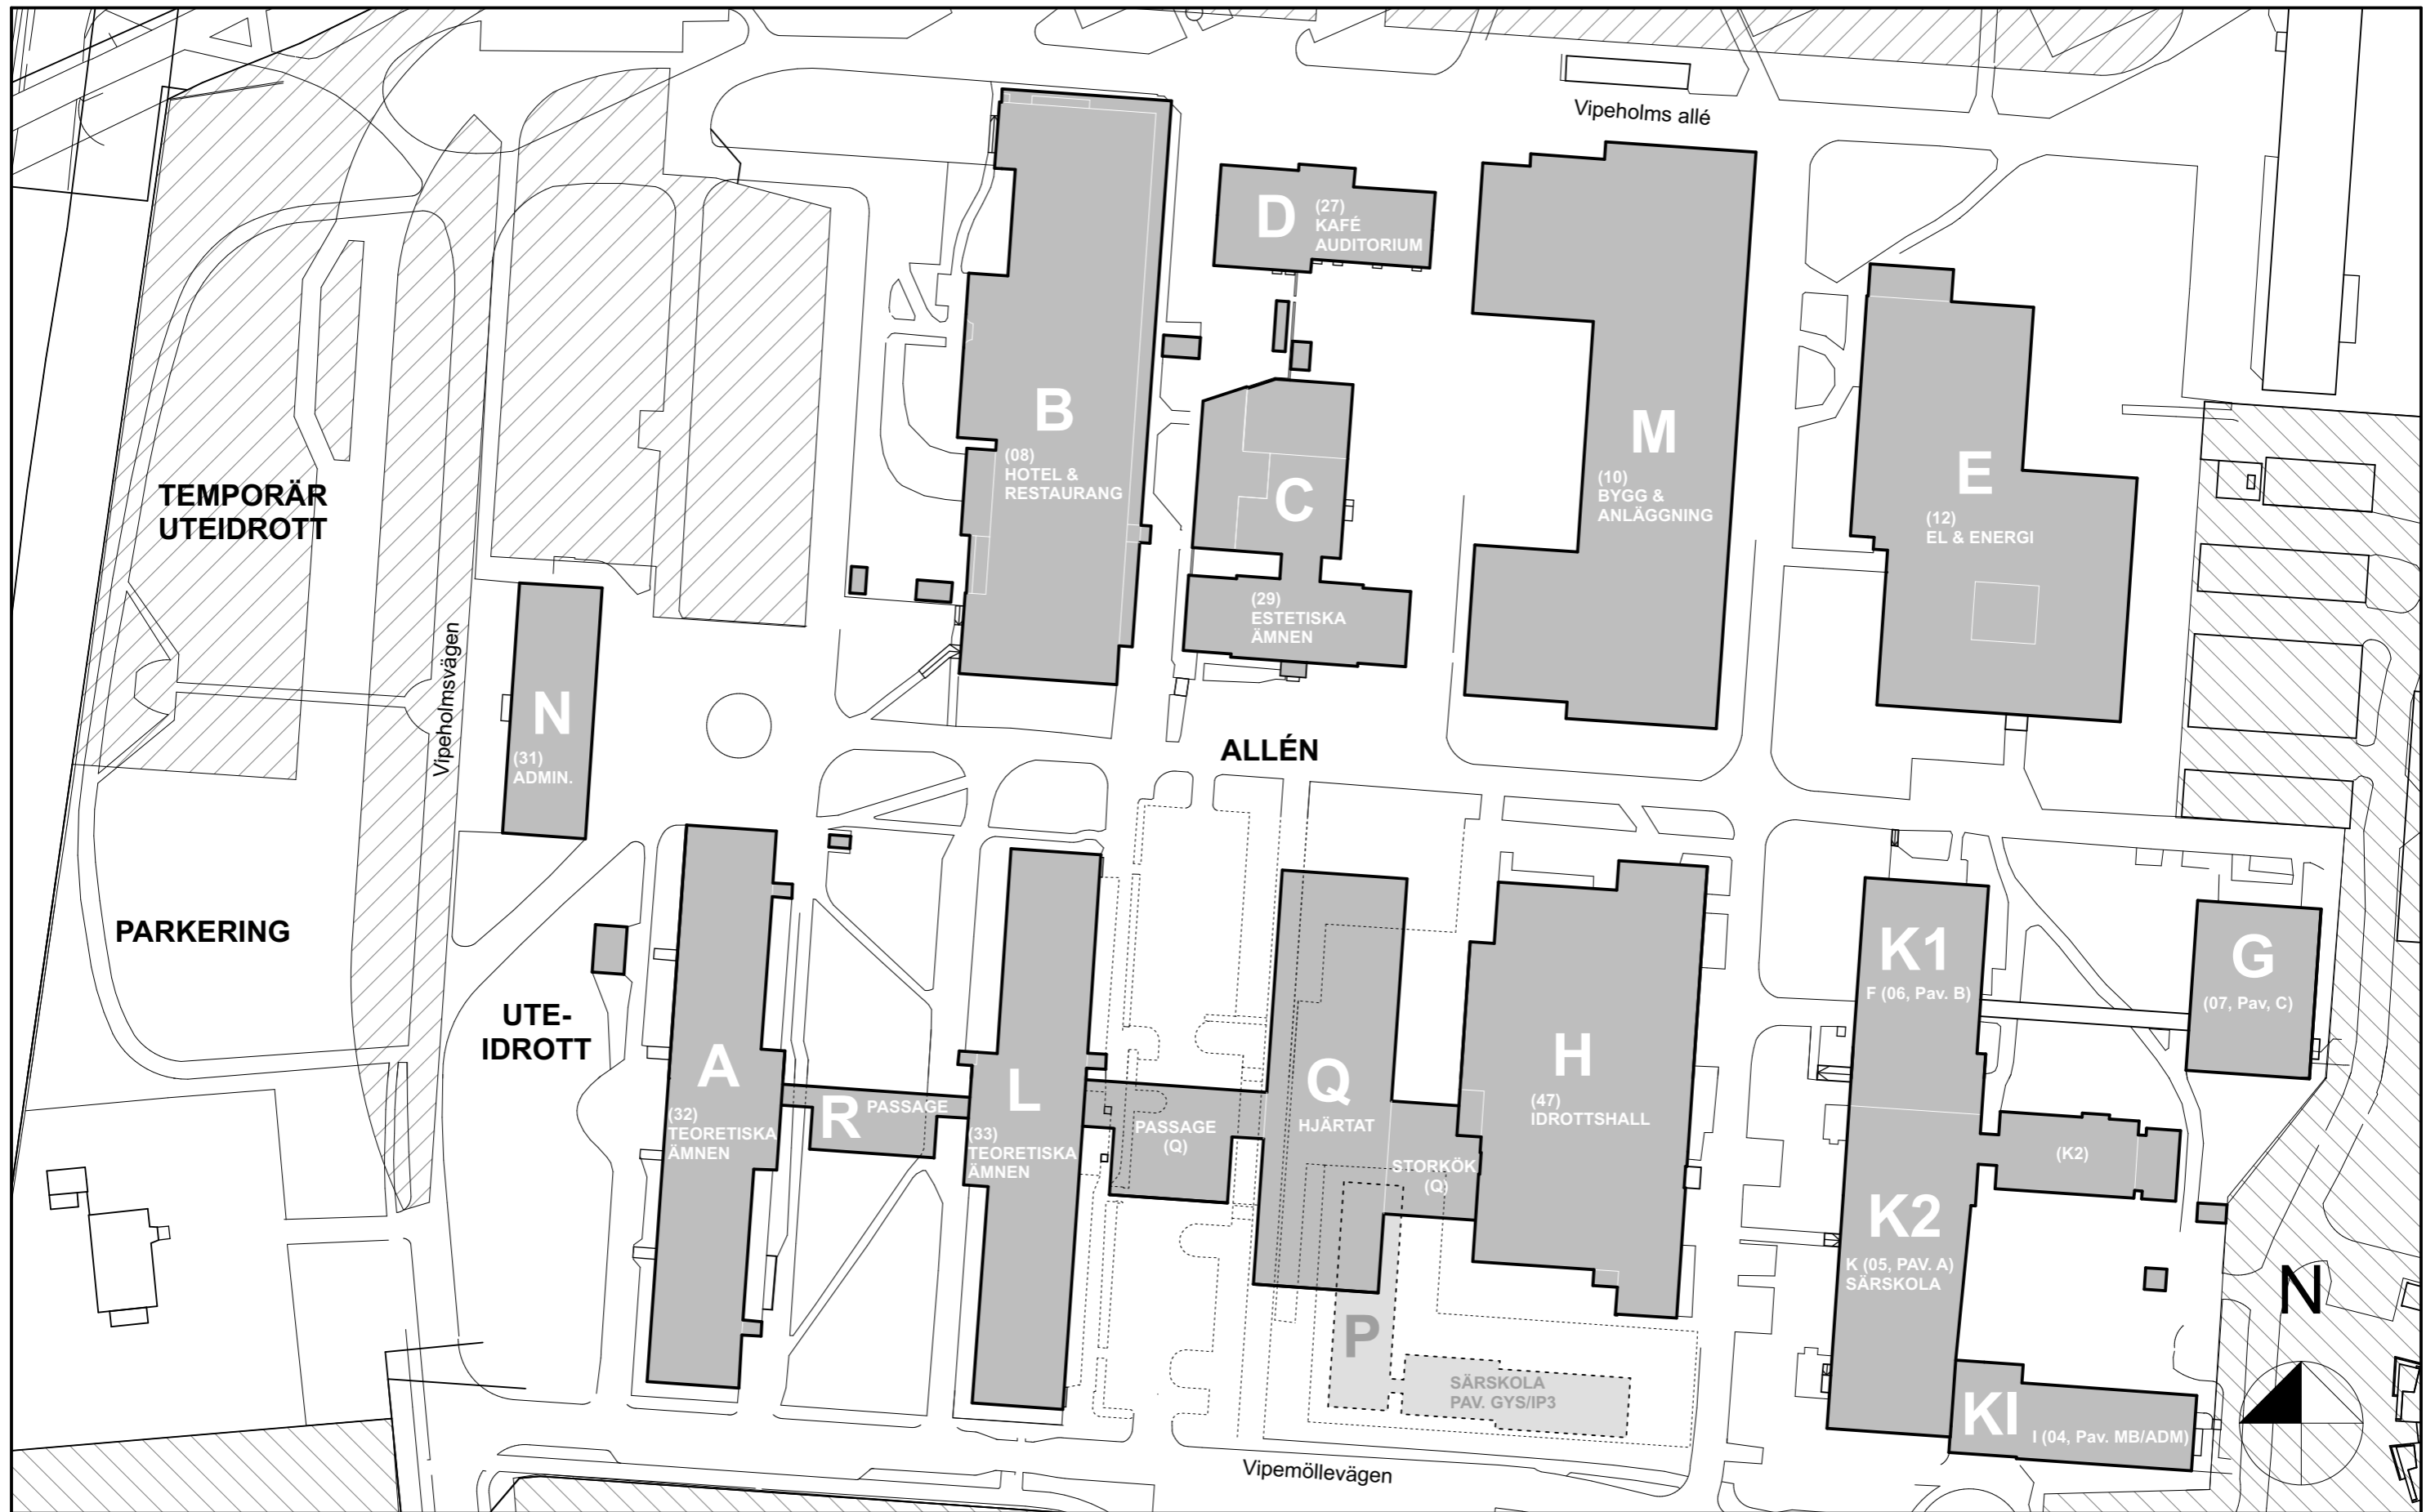 Vipeholms allé
D
(27)
KAFÉ
AUDITORIUM
B
(08)
HOTEL &
RESTAURANG
M
(10)
BYGG &
ANLÄGGNING
C
(29)
ESTETISKA
ÄMNEN
E
(12)
EL & ENERGI
TEMPORÄR
UTEIDROTT
Vipeholmsvägen
N
(31)
ADMIN.
ALLÉN
PARKERING
UTE-
IDROTT
A
(32)
TEORETISKA
ÄMNEN
R PASSAGE
L
(33)
TEORETISKA
ÄMNEN
PASSAGE
(Q)
Q
HJÄRTAT
STORKÖK
(Q)
H
(47)
IDROTTSHALL
K1
F (06, Pav. B)
G
(07, Pav, C)
(K2)
K2
K (05, PAV. A)
SÄRSKOLA
P
SÄRSKOLA
PAV. GYS/IP3
KI
I (04, Pav. MB/ADM)
N
Vipemöllevägen